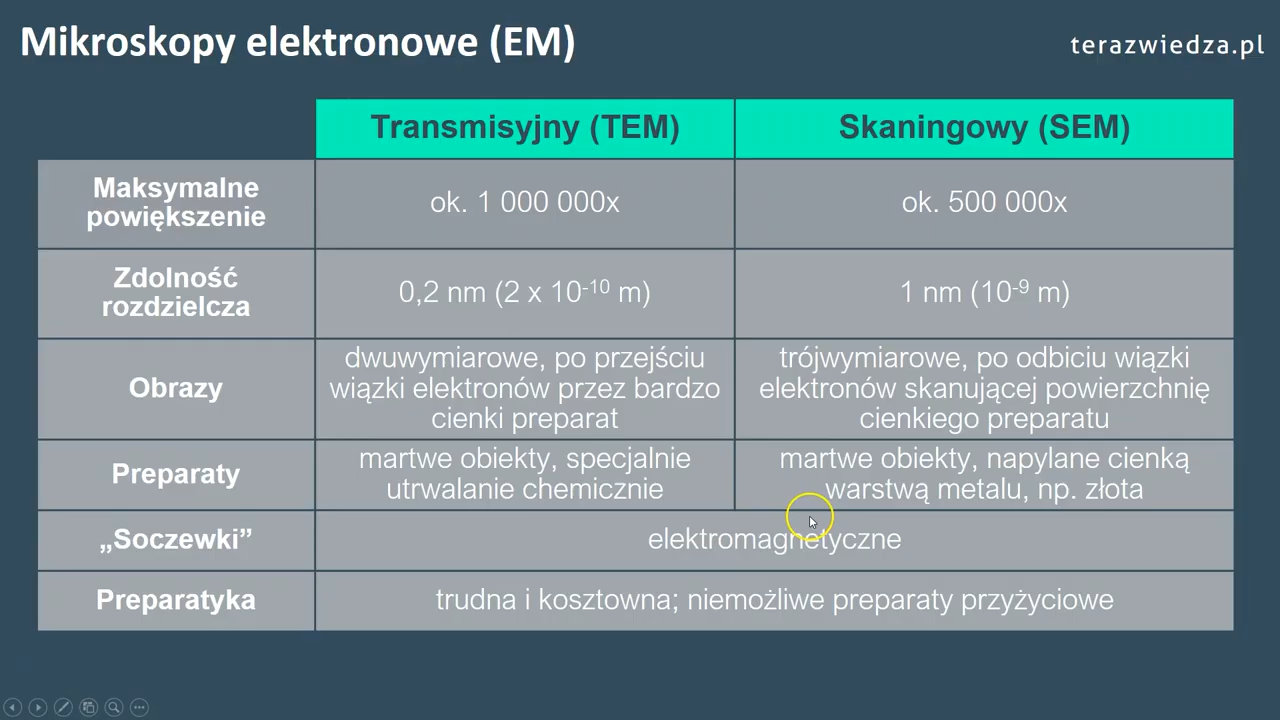 Mikroskopy elektronowe (EM)
terazwiedza.pl
Transmisyjny (TEM)
Skaningowy (SEM)
Maksymalne
powiększenie
ok. 1 000 000x
ok. 500 000x
Zdolność
rozdzielcza
0,2 nm (2 x 10⁻¹⁰ m)
1 nm (10⁻⁹ m)
Obrazy
dwuwymiarowe, po przejściu
wiązki elektronów przez bardzo
cienki preparat
trójwymiarowe, po odbiciu wiązki
elektronów skanującej powierzchnię
cienkiego preparatu
Preparaty
martwe obiekty, specjalnie
utrwalanie chemicznie
martwe obiekty, napylane cienką
warstwą metalu, np. złota
„Soczewki”
elektromagnetyczne
Preparatyka
trudna i kosztowna; niemożliwe preparaty przyżyciowe